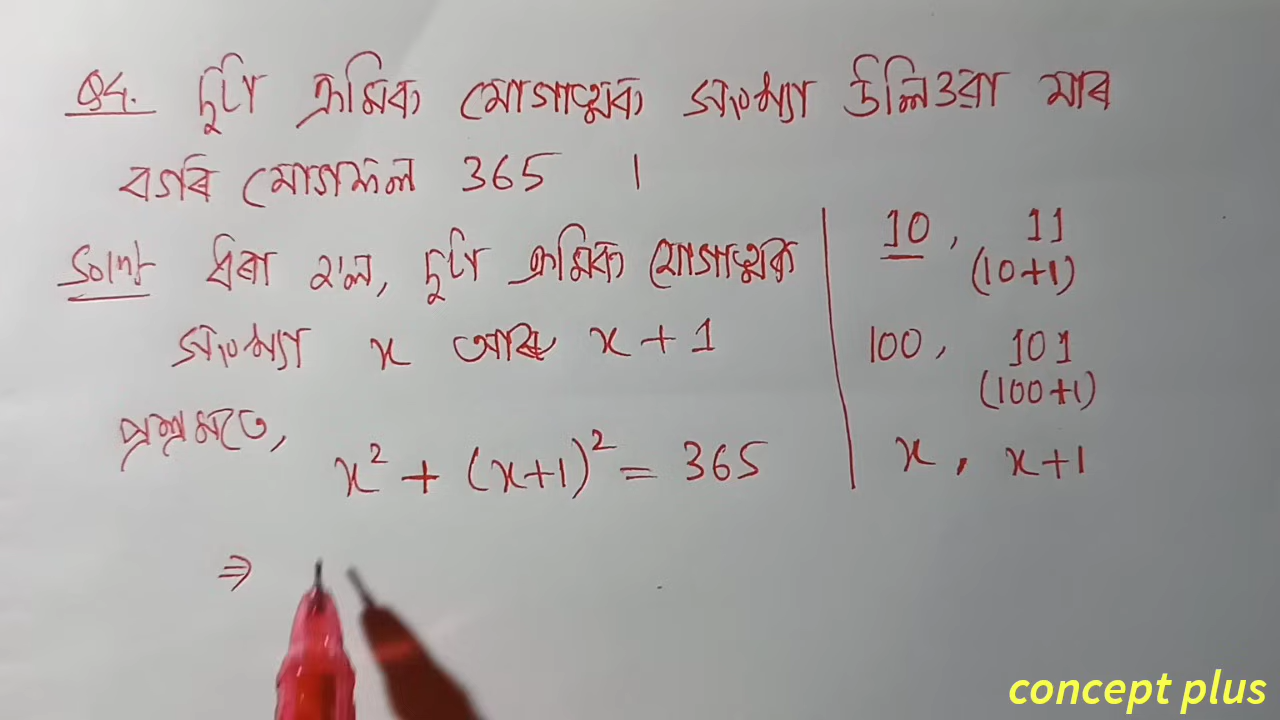 Q4. দুটা ক্ৰমিক যোগাত্মক সংখ্যা উলিওৱা যাৰ
বৰ্গৰ যোগফল 365 ।
Soln ধৰা হ'ল, দুটা ক্ৰমিক যোগাত্মক
সংখ্যা x আৰু x + 1
প্ৰশ্নমতে,
x² + (x+1)² = 365
⇒
10, 11
(10+1)
100, 101
(100+1)
x, x+1
concept plus